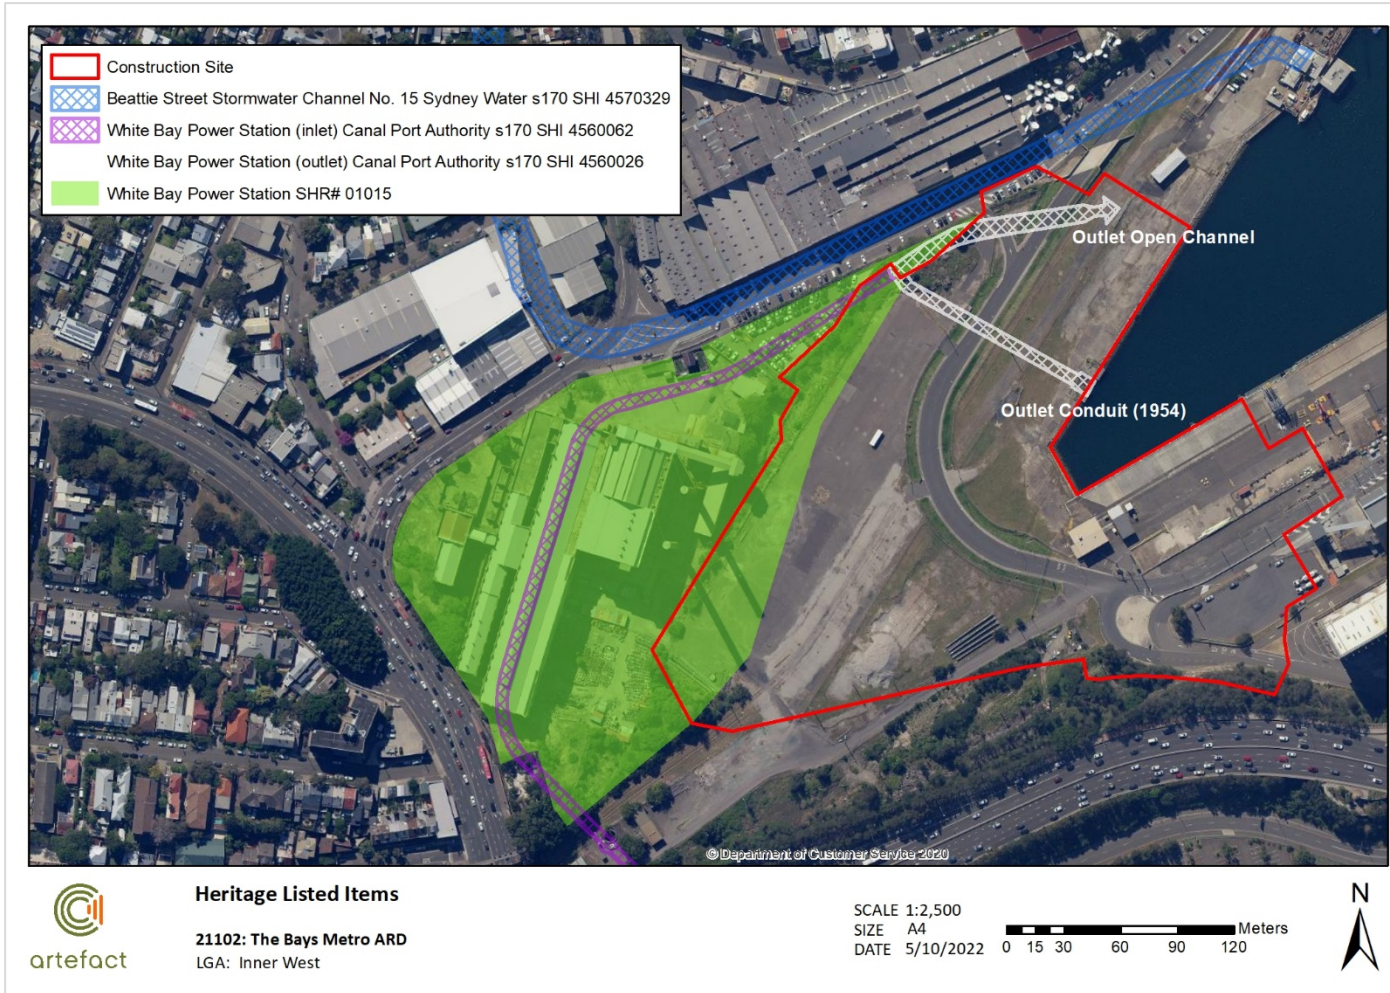 Construction Site
Beattie Street Stormwater Channel No. 15 Sydney Water s170 SHI 4570329
White Bay Power Station (inlet) Canal Port Authority s170 SHI 4560062
White Bay Power Station (outlet) Canal Port Authority s170 SHI 4560026
White Bay Power Station SHR# 01015
Outlet Open Channel
Outlet Conduit (1954)
© Department of Customer Service 2020
artefact
Heritage Listed Items
21102: The Bays Metro ARD
LGA: Inner West
SCALE 1:2,500
SIZE A4
DATE 5/10/2022
0 15 30 60 90 120 Meters
N